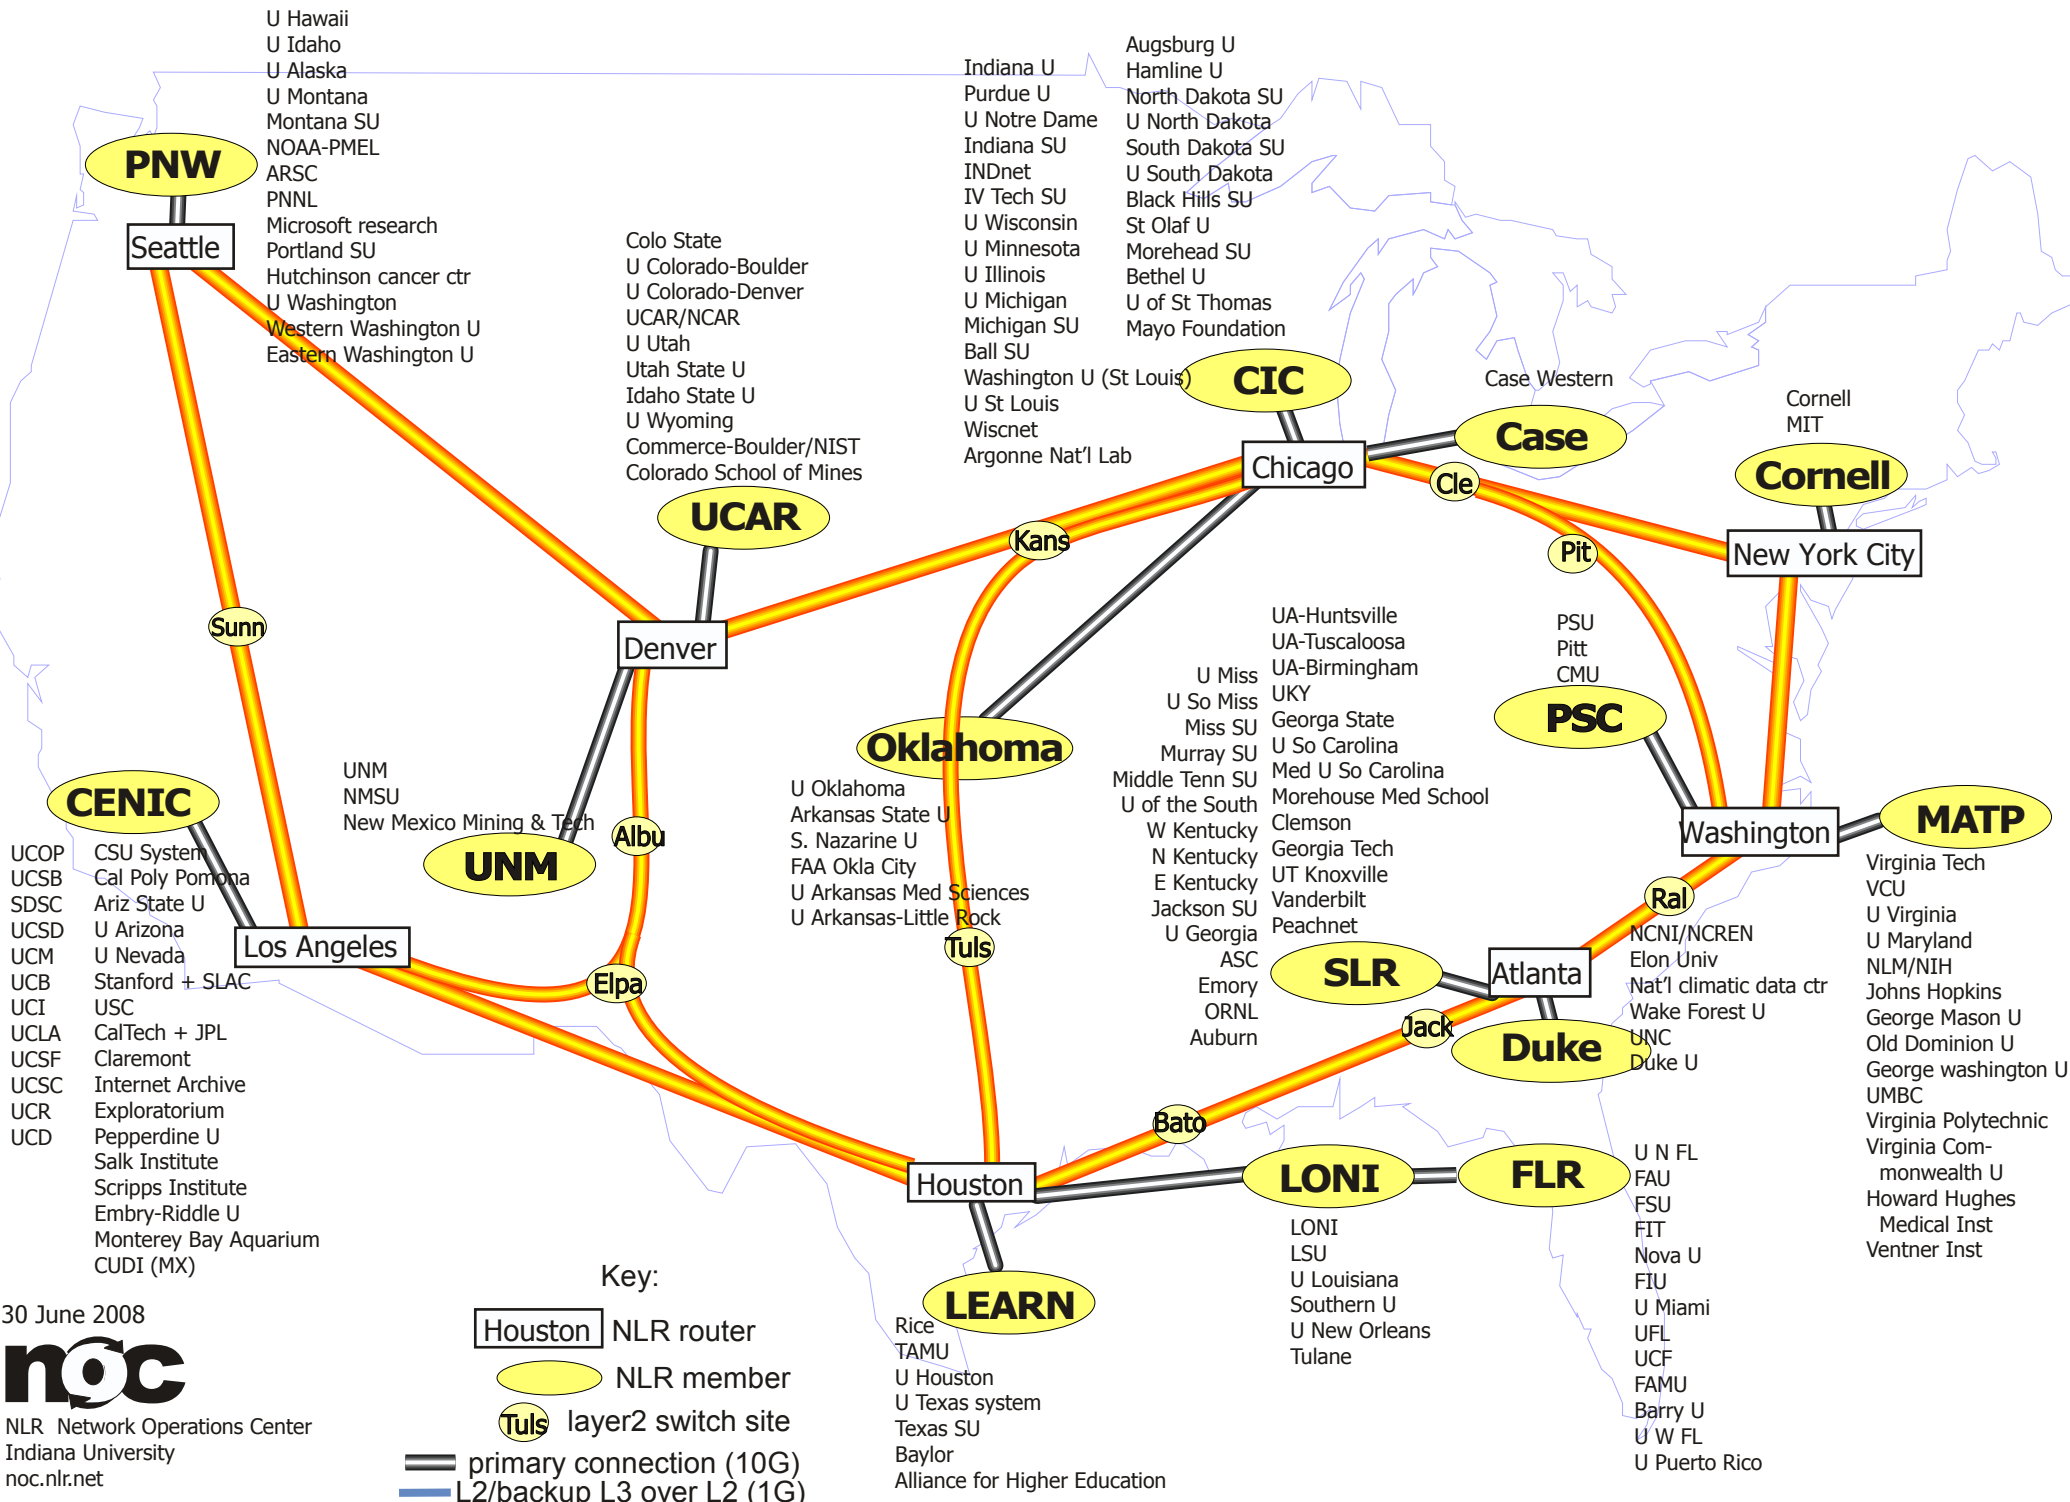 U Hawaii
U Idaho
U Alaska
U Montana
Montana SU
NOAA-PMEL
ARSC
PNNL
Microsoft research
Portland SU
Hutchinson cancer ctr
U Washington
Western Washington U
Eastern Washington U
PNW
Seattle
Colo State
U Colorado-Boulder
U Colorado-Denver
UCAR/NCAR
U Utah
Utah State U
Idaho State U
U Wyoming
Commerce-Boulder/NIST
Colorado School of Mines
UCAR
Denver
Indiana U
Purdue U
U Notre Dame
Indiana SU
INDnet
IV Tech SU
U Wisconsin
U Minnesota
U Illinois
U Michigan
Michigan SU
Ball SU
Washington U (St Louis)
U St Louis
Wiscnet
Argonne Nat'l Lab
Augsburg U
Hamline U
North Dakota SU
U North Dakota
South Dakota SU
U South Dakota
Black Hills SU
St Olaf U
Morehead SU
Bethel U
U of St Thomas
Mayo Foundation
CIC
Chicago
Case Western
Case
Cle
Cornell
MIT
Cornell
New York City
Kans
Pit
Sunn
PSU
Pitt
CMU
PSC
Washington
MATP
Virginia Tech
VCU
U Virginia
U Maryland
NLM/NIH
Johns Hopkins
George Mason U
Old Dominion U
George washington U
UMBC
Virginia Polytechnic
Virginia Com-
monwealth U
Howard Hughes
Medical Inst
Ventner Inst
UNM
NMSU
New Mexico Mining & Tech
UNM
Albu
Oklahoma
U Oklahoma
Arkansas State U
S. Nazarine U
FAA Okla City
U Arkansas Med Sciences
U Arkansas-Little Rock
Tuls
U Miss
U So Miss
Miss SU
Murray SU
Middle Tenn SU
U of the South
W Kentucky
N Kentucky
E Kentucky
Jackson SU
U Georgia
ASC
Emory
ORNL
Auburn
UA-Huntsville
UA-Tuscaloosa
UA-Birmingham
UKY
Georga State
U So Carolina
Med U So Carolina
Morehouse Med School
Clemson
Georgia Tech
UT Knoxville
Vanderbilt
Peachnet
SLR
Atlanta
Ral
NCNI/NCREN
Elon Univ
Nat'l climatic data ctr
Wake Forest U
UNC
Duke U
Duke
Jack
Bato
CENIC
UCOP
UCSB
SDSC
UCSD
UCM
UCB
UCI
UCLA
UCSF
UCSC
UCR
UCD
CSU System
Cal Poly Pomona
Ariz State U
U Arizona
U Nevada
Stanford + SLAC
USC
CalTech + JPL
Claremont
Internet Archive
Exploratorium
Pepperdine U
Salk Institute
Scripps Institute
Embry-Riddle U
Monterey Bay Aquarium
CUDI (MX)
Los Angeles
Elpa
Houston
LONI
LONI
LSU
U Louisiana
Southern U
U New Orleans
Tulane
FLR
U N FL
FAU
FSU
FIT
Nova U
FIU
U Miami
UFL
UCF
FAMU
Barry U
U W FL
U Puerto Rico
LEARN
Rice
TAMU
U Houston
U Texas system
Texas SU
Baylor
Alliance for Higher Education
Key:
Houston NLR router
NLR member
Tuls layer2 switch site
primary connection (10G)
L2/backup L3 over L2 (1G)
30 June 2008
noc
NLR Network Operations Center
Indiana University
noc.nlr.net